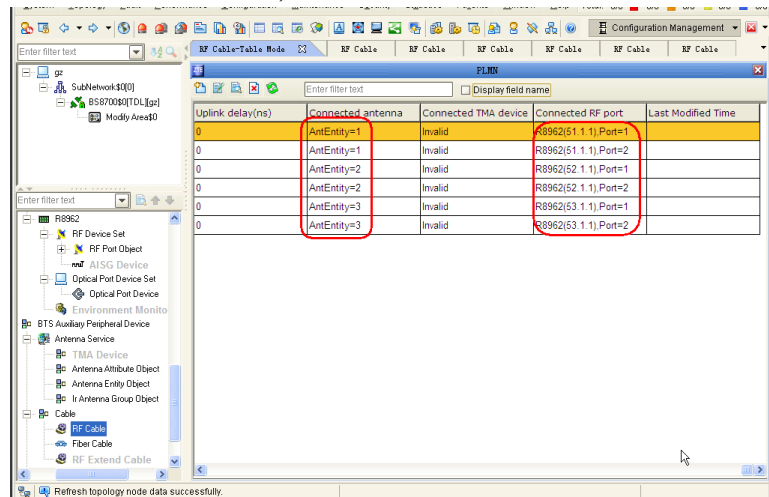 Configuration Management
Enter filter text
RF Cable-Table Mode
RF Cable
RF Cable
RF Cable
RF Cable
RF Cable
RF Cable
gz
SubNetwork$0[0]
BS8700$0[TDL][gz]
Modify Area$0
PLMN
Enter filter text
Display field name
Uplink delay(ns) Connected antenna Connected TMA device Connected RF port Last Modified Time
0 AntEntity=1 Invalid R8962(51.1.1),Port=1
0 AntEntity=1 Invalid R8962(51.1.1),Port=2
0 AntEntity=2 Invalid R8962(52.1.1),Port=1
0 AntEntity=2 Invalid R8962(52.1.1),Port=2
0 AntEntity=3 Invalid R8962(53.1.1),Port=1
0 AntEntity=3 Invalid R8962(53.1.1),Port=2
Enter filter text
R8962
RF Device Set
RF Port Object
AISG Device
Optical Port Device Set
Optical Port Device
Environment Monito
BTS Auxiliary Peripheral Device
Antenna Service
TMA Device
Antenna Attribute Object
Antenna Entity Object
Ir Antenna Group Object
Cable
RF Cable
Fiber Cable
RF Extend Cable
Refresh topology node data successfully.